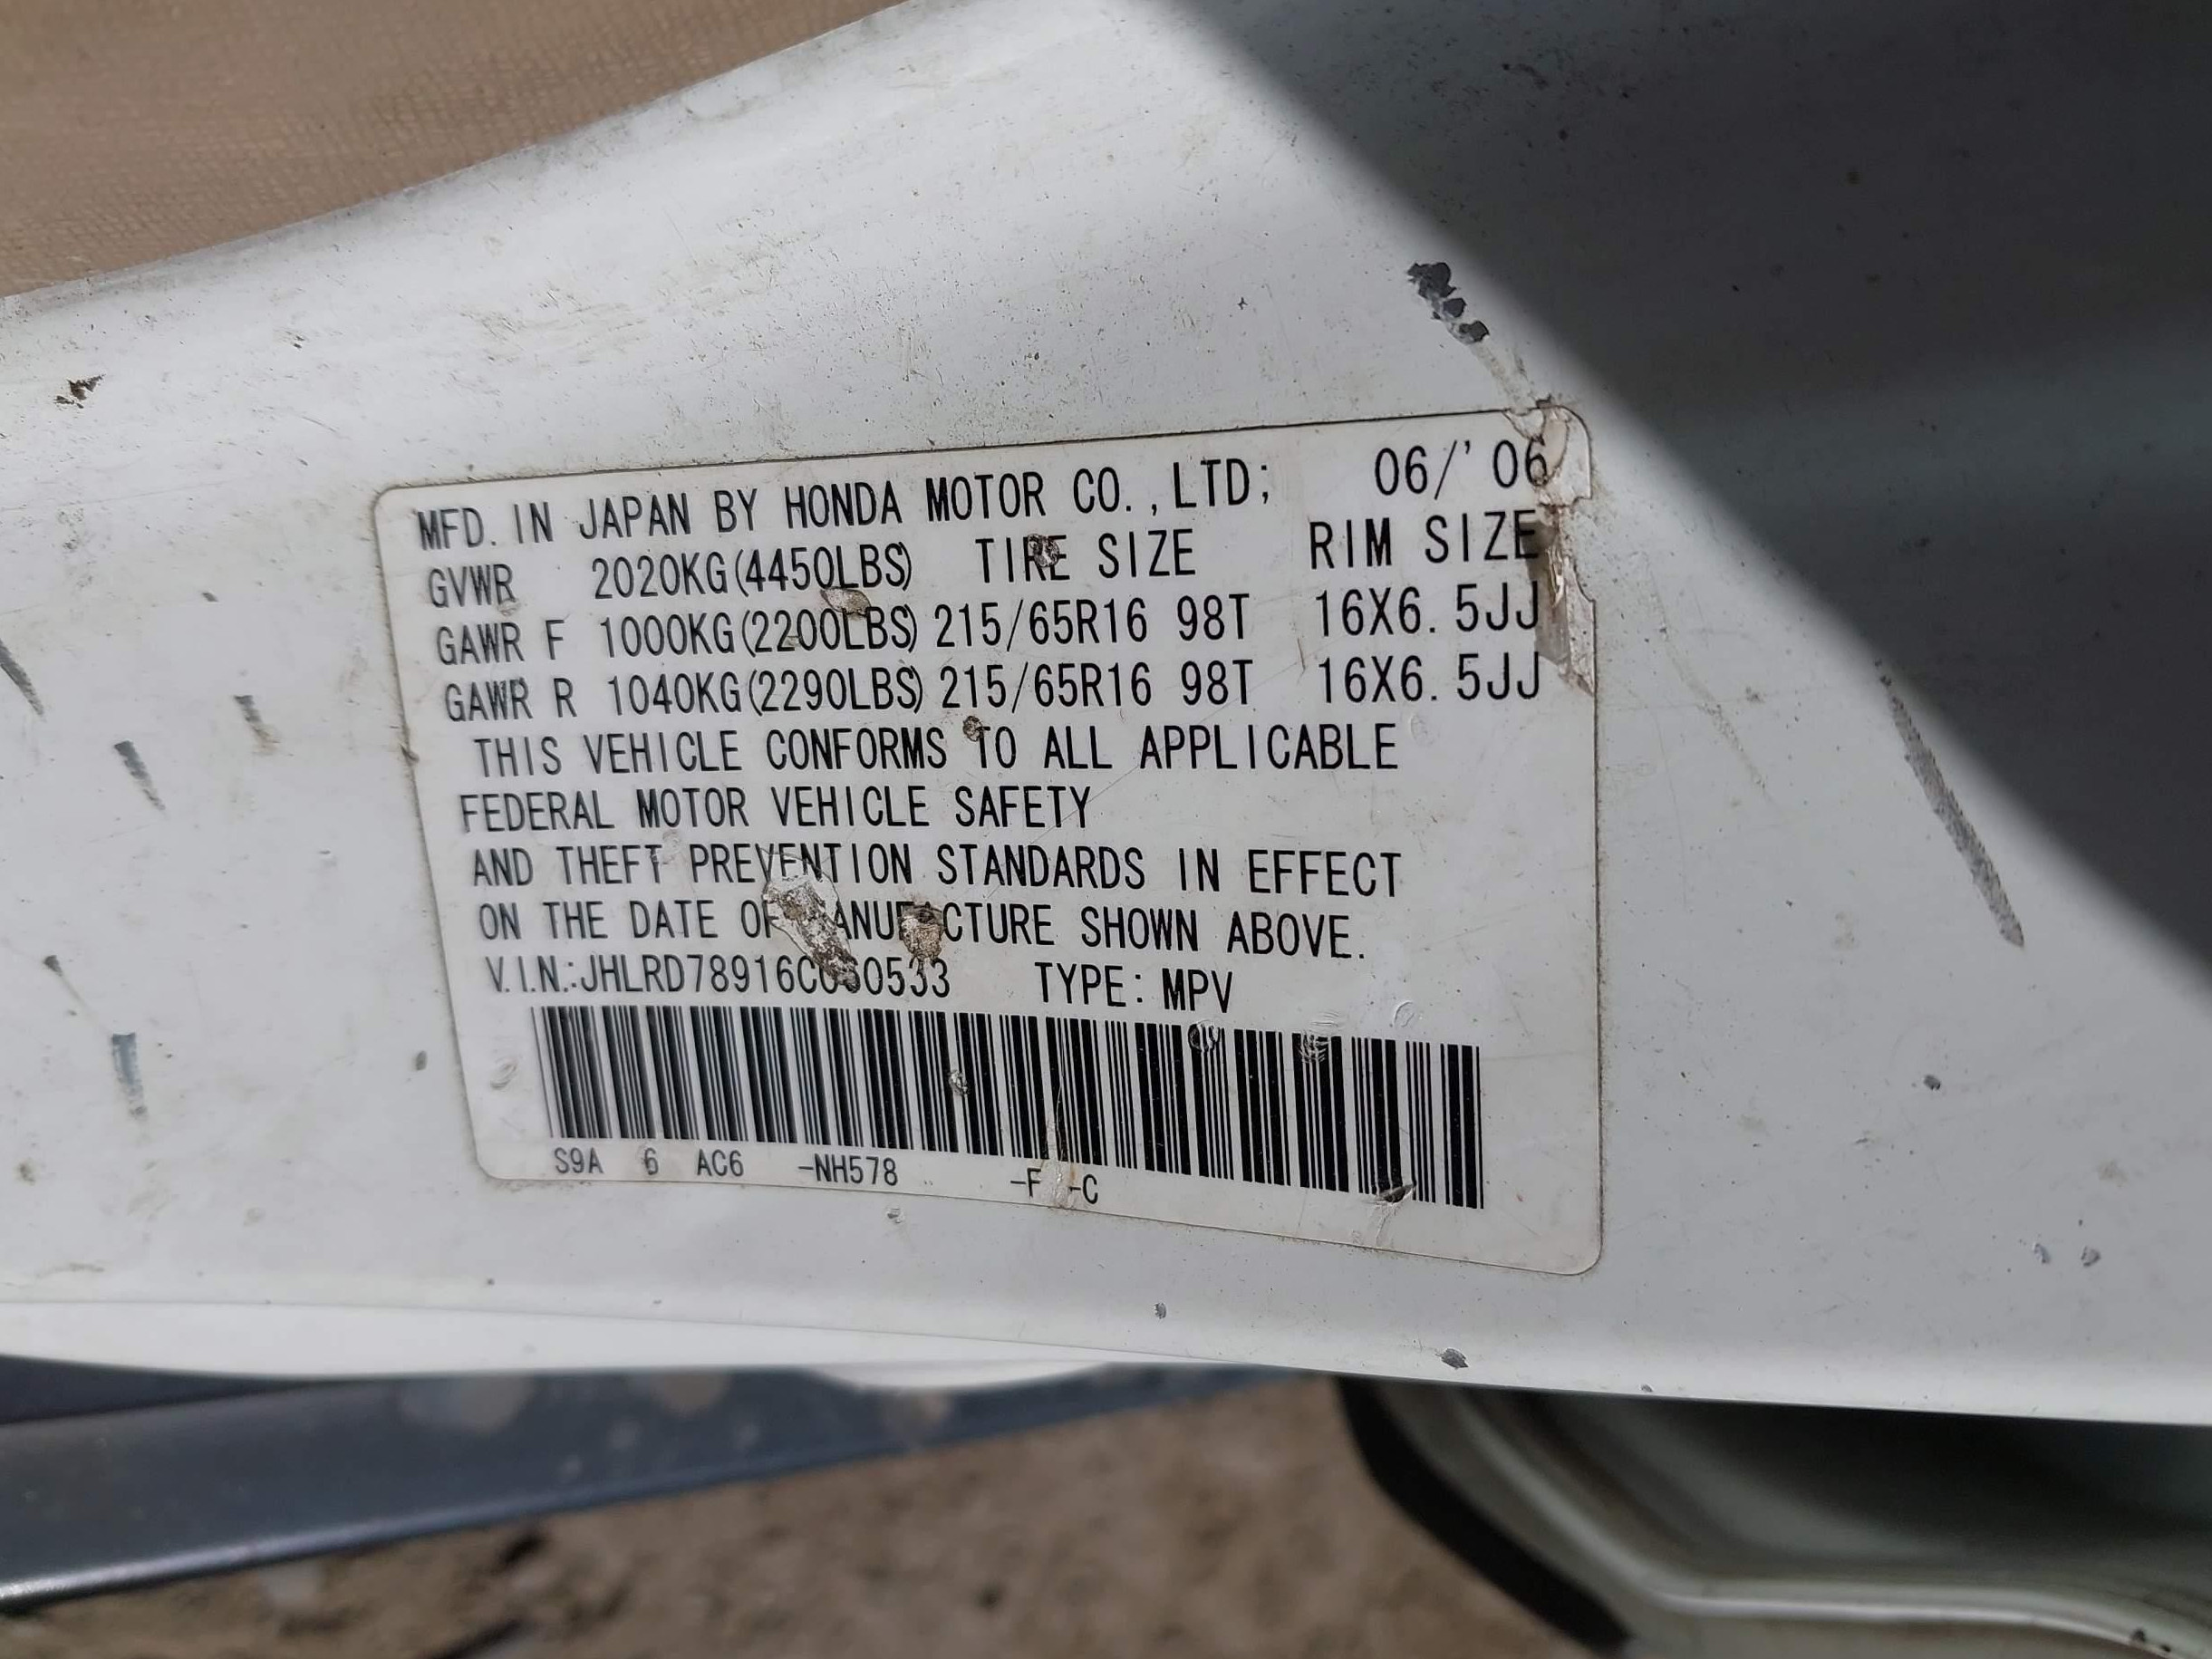 MFD. IN JAPAN BY HONDA MOTOR CO.,LTD; 06/'06
GVWR 2020KG(4450LBS) TIRE SIZE RIM SIZE
GAWR F 1000KG(2200LBS) 215/65R16 98T 16X6.5JJ
GAWR R 1040KG(2290LBS) 215/65R16 98T 16X6.5JJ
THIS VEHICLE CONFORMS TO ALL APPLICABLE
FEDERAL MOTOR VEHICLE SAFETY
AND THEFT PREVENTION STANDARDS IN EFFECT
ON THE DATE OF MANUFACTURE SHOWN ABOVE.
V.I.N.:JHLRD78916C060533 TYPE: MPV
S9A 6 AC6 -NH578 -F -C